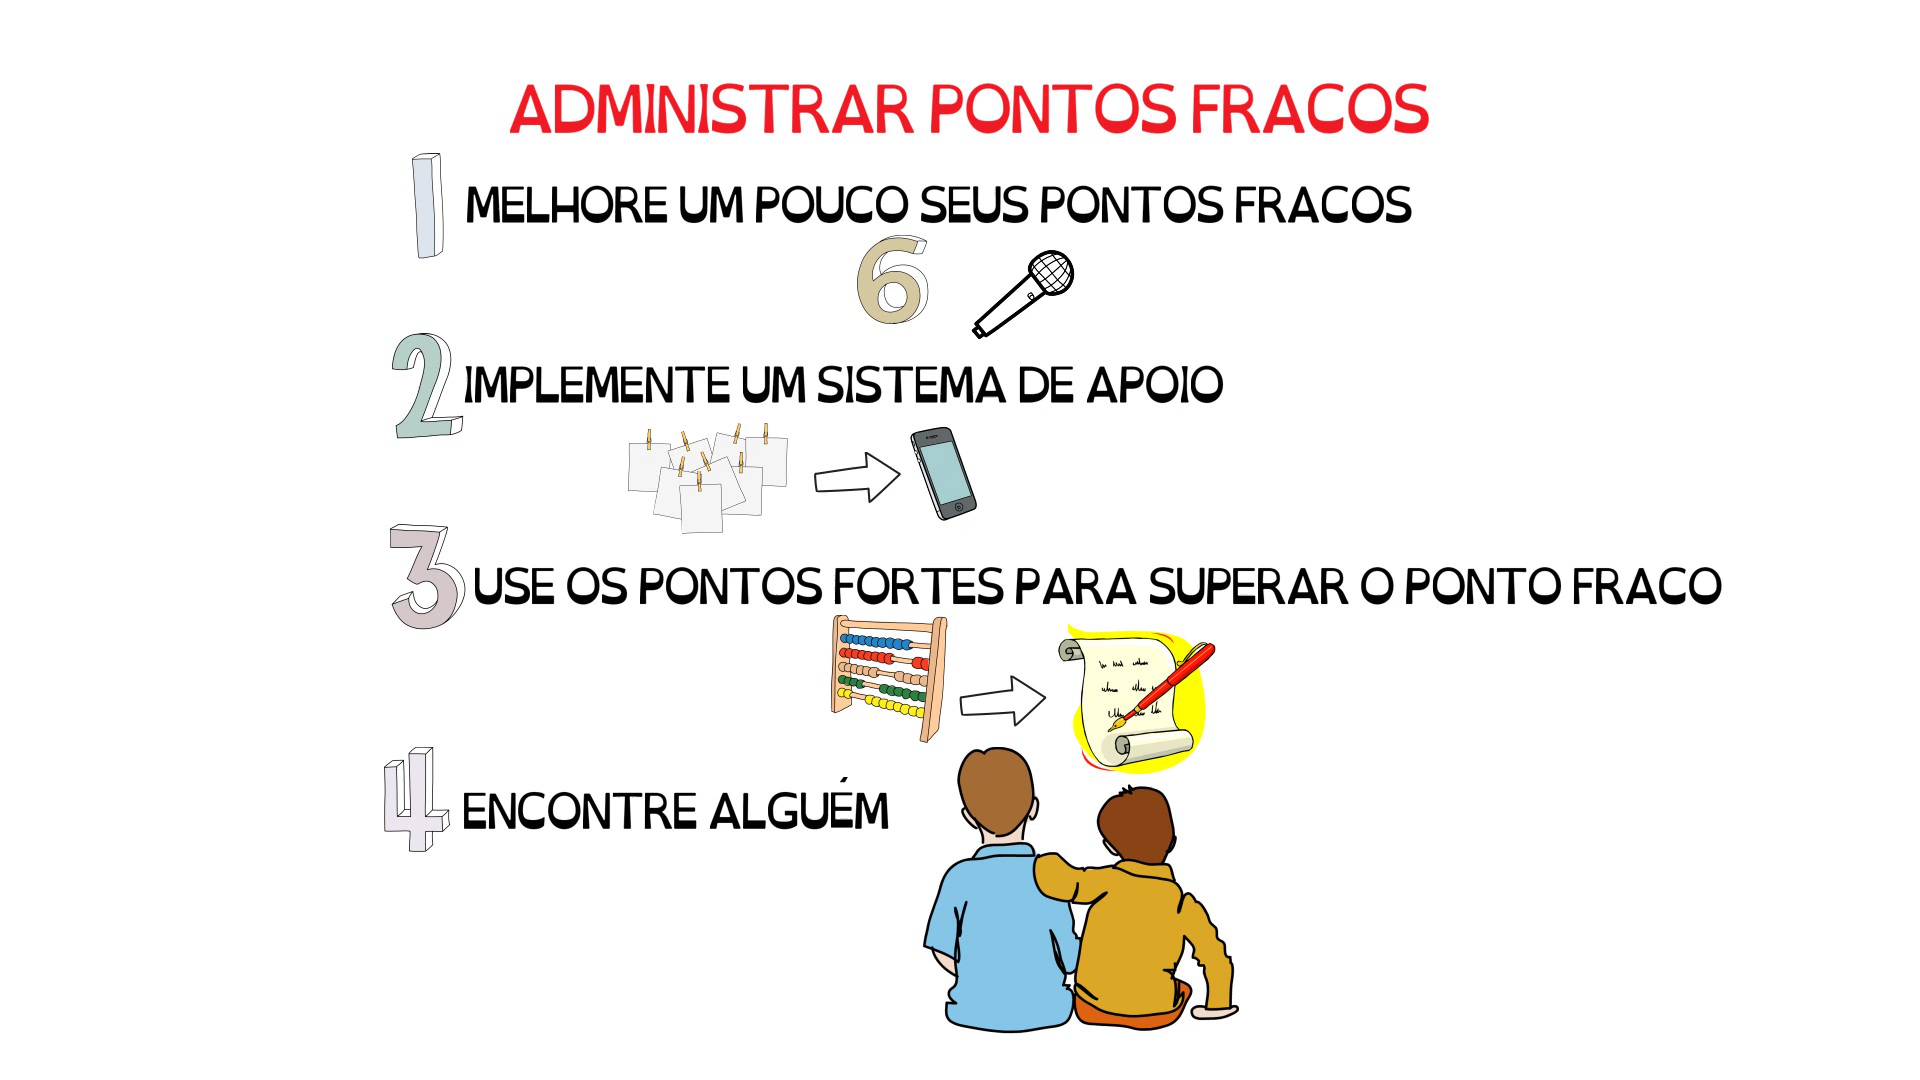 ADMINISTRAR PONTOS FRACOS
1 MELHORE UM POUCO SEUS PONTOS FRACOS
6
2 IMPLEMENTE UM SISTEMA DE APOIO
3 USE OS PONTOS FORTES PARA SUPERAR O PONTO FRACO
4 ENCONTRE ALGUÉM